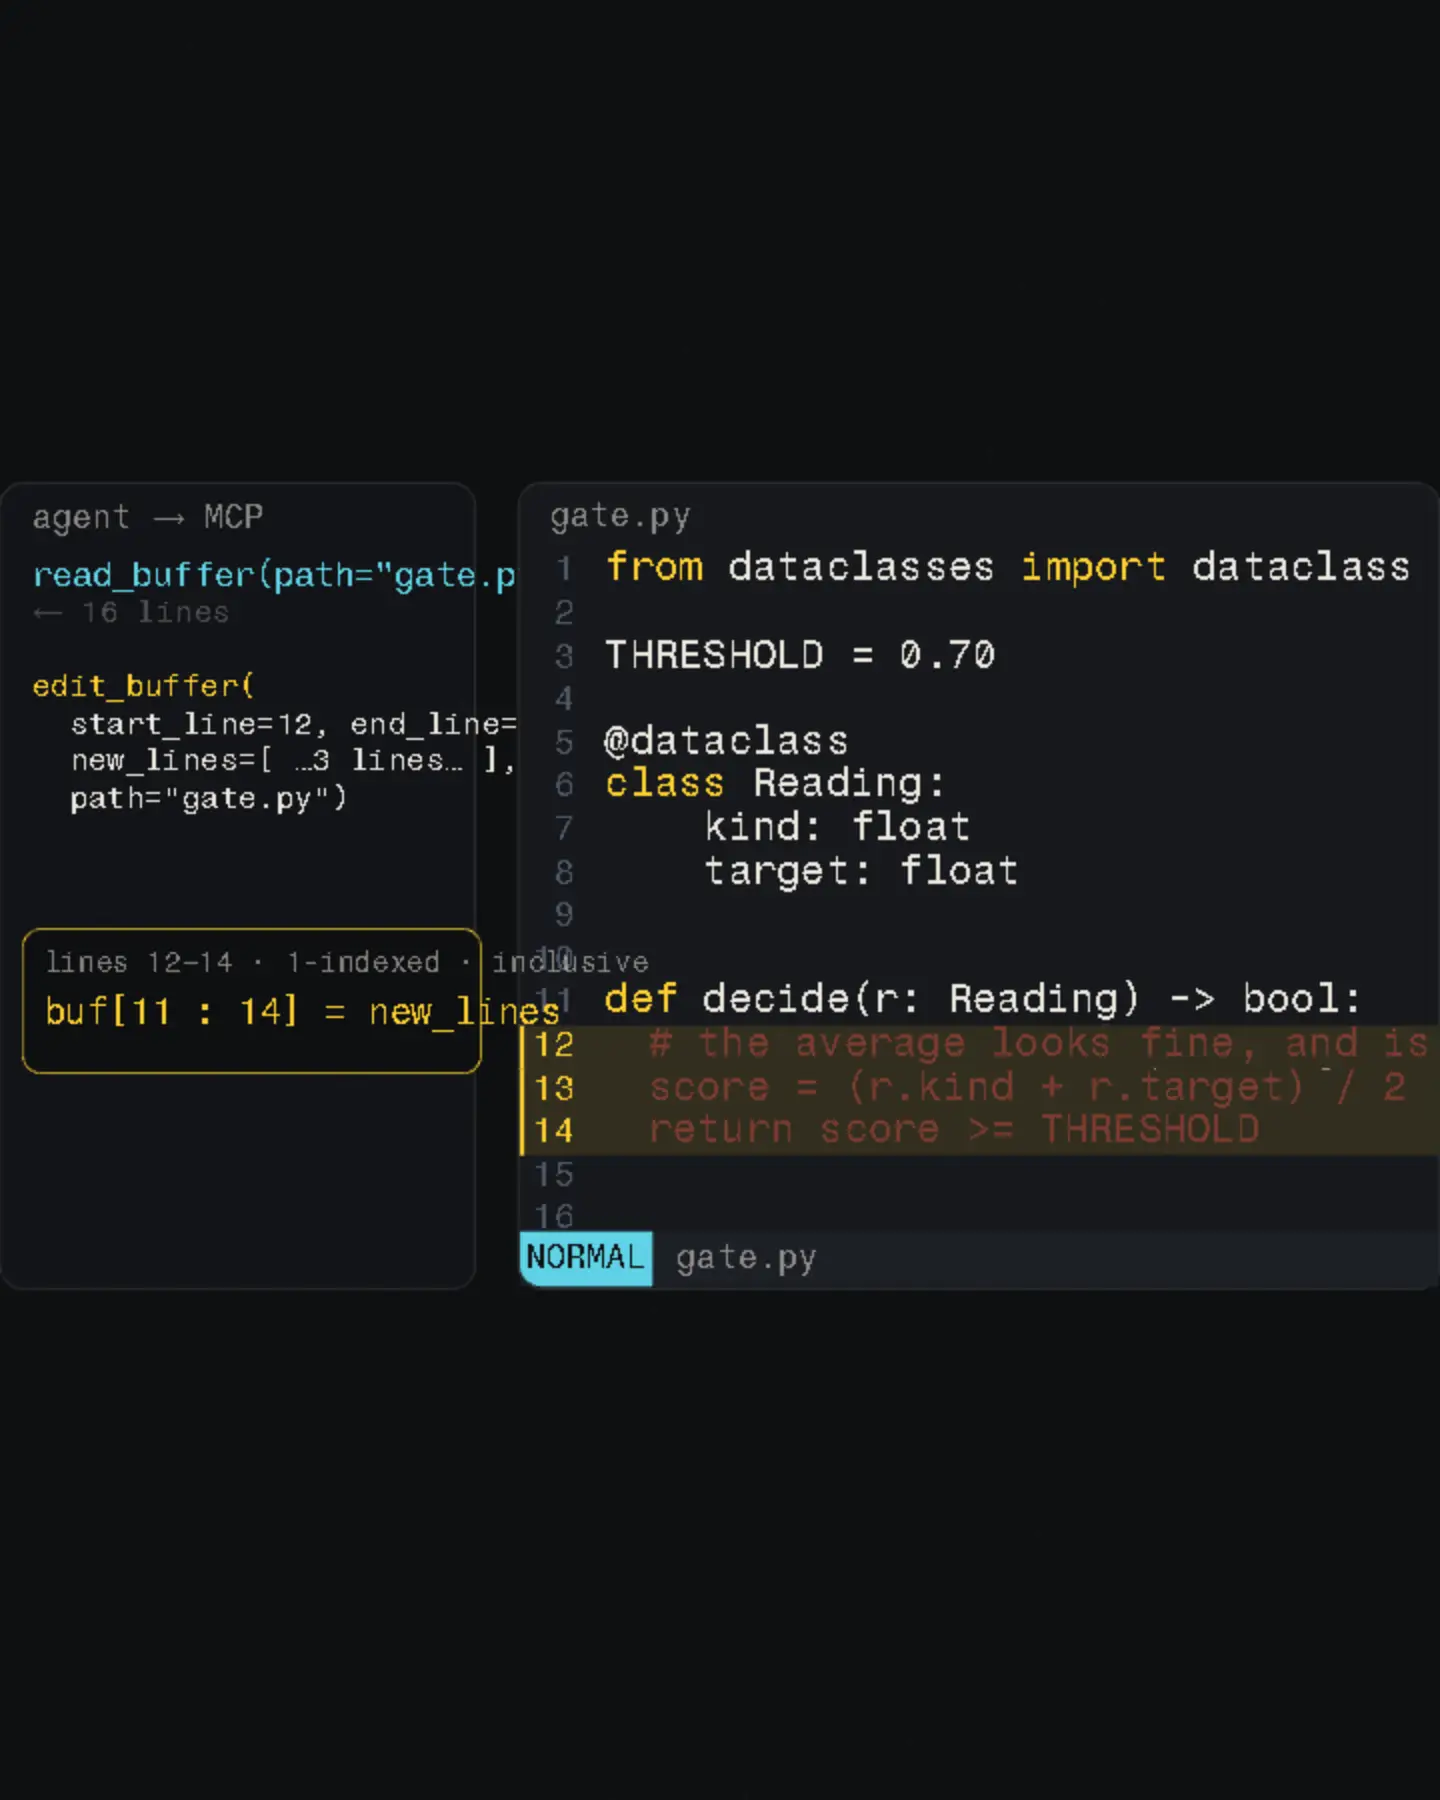 agent → MCP
read_buffer(path="gate.p
← 16 lines
edit_buffer(
start_line=12, end_line=
new_lines=[ …3 lines… ],
path="gate.py")
lines 12–14 · 1-indexed · inclusive
buf[11 : 14] = new_lines
gate.py
1 from dataclasses import dataclass
2
3 THRESHOLD = 0.70
4
5 @dataclass
6 class Reading:
7 kind: float
8 target: float
9
10
11 def decide(r: Reading) -> bool:
12 # the average looks fine, and is
13 score = (r.kind + r.target) / 2
14 return score >= THRESHOLD
15
16
NORMAL gate.py